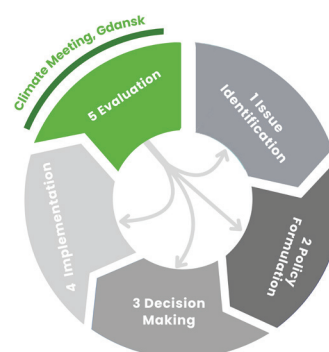 Climate Meeting, Gdansk
5 Evaluation
1 Issue
Identification
2 Policy
Formulation
3 Decision
Making
4 Implementation